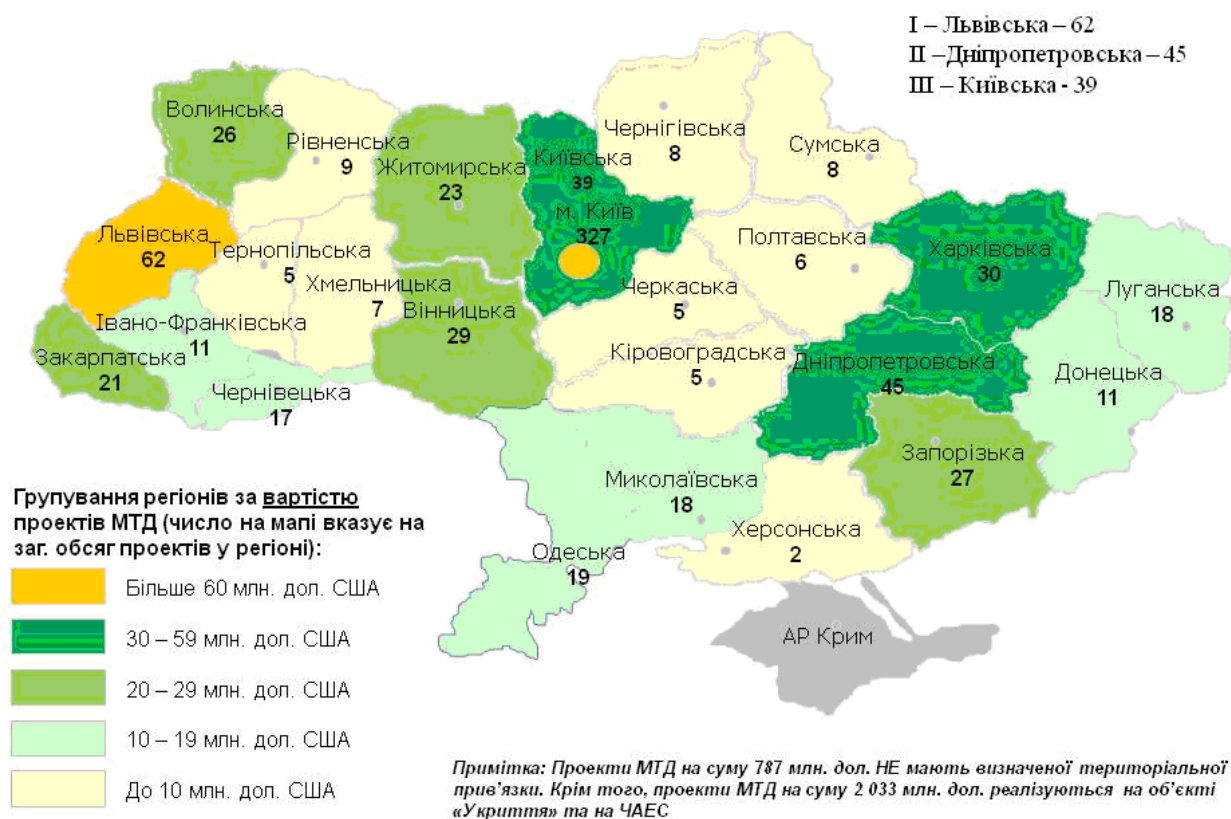 І – Львівська – 62
ІІ –Дніпропетровська – 45
ІІІ – Київська - 39
Волинська
26
Рівненська
9
Житомирська
23
Київська
39
м. Київ
327
Чернігівська
8
Сумська
8
Львівська
62
Тернопільська
5
Хмельницька
7
Вінницька
29
Черкаська
5
Полтавська
6
Харківська
30
Луганська
18
Івано-Франківська
11
Закарпатська
21
Чернівецька
17
Кіровоградська
5
Дніпропетровська
45
Донецька
11
Запорізька
27
Миколаївська
18
Херсонська
2
Одеська
19
АР Крим
Групування регіонів за вартістю
проектів МТД (число на мапі вказує на
заг. обсяг проектів у регіоні):
Більше 60 млн. дол. США
30 – 59 млн. дол. США
20 – 29 млн. дол. США
10 – 19 млн. дол. США
До 10 млн. дол. США
Примітка: Проекти МТД на суму 787 млн. дол. НЕ мають визначеної територіальної
прив'язки. Крім того, проекти МТД на суму 2 033 млн. дол. реалізуються на об'єкті
«Укриття» та на ЧАЕС